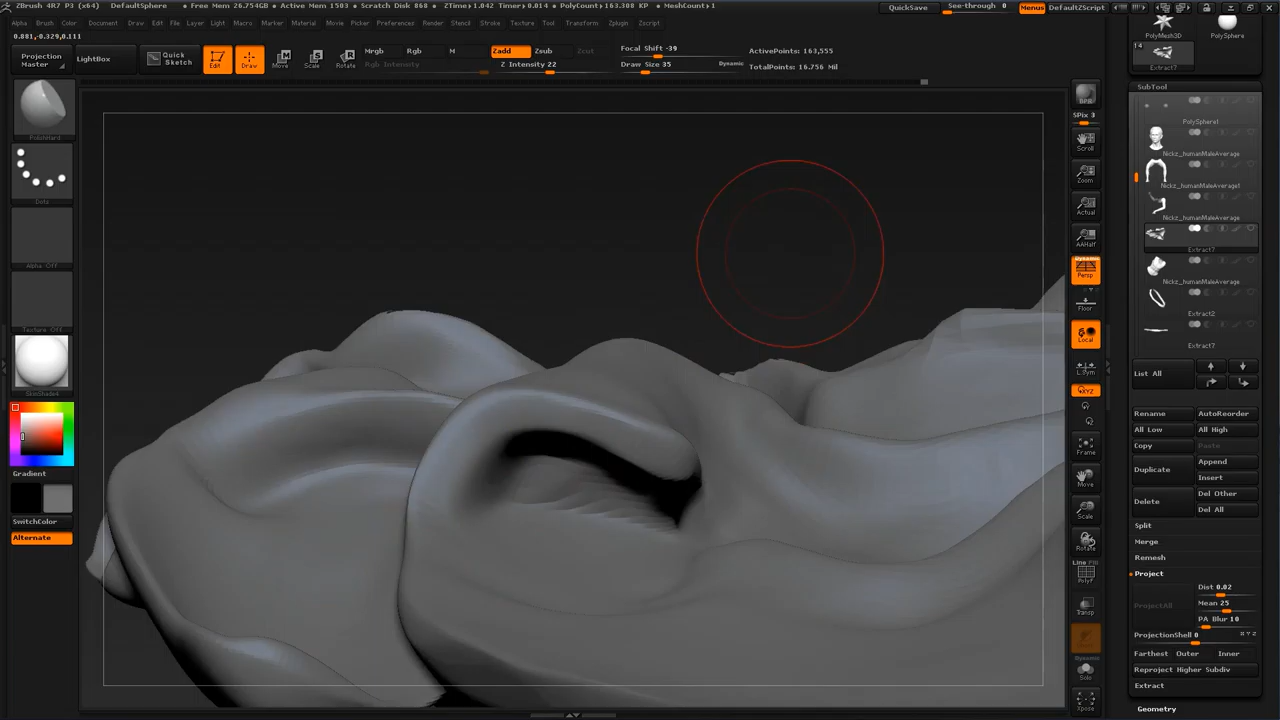 ZBrush 4R7 P3 (x64)   DefaultSphere   • Free Mem 26.754GB • Active Mem 1503 • Scratch Disk 868 • ZTime▸1.042 Timer▸0.014 • PolyCount▸163.308 KP • MeshCount▸1   QuickSave   See-through 0   Menus   DefaultZScript
Alpha   Brush   Color   Document   Draw   Edit   File   Layer   Light   Macro   Marker   Material   Movie   Picker   Preferences   Render   Stencil   Stroke   Texture   Tool   Transform   Zplugin   Zscript
0.881,-0.329,0.111
Projection Master
LightBox
Quick Sketch
Edit
Draw
Move
Scale
Rotate
Mrgb   Rgb   M
Rgb Intensity
Zadd   Zsub   Zcut
Z Intensity 22
Focal Shift -39
Draw Size 35   Dynamic
ActivePoints: 163,555
TotalPoints: 16.756 Mil
Dots
Alpha Off
Texture Off
SkinShade4
Gradient
SwitchColor
Alternate
SPix 3
Scroll
Zoom
Actual
AAHalf
Dynamic
Persp
Floor
Local
L.Sym
XYZ
Frame
Move
Scale
Rotate
Line Fill
PolyF
Transp
Dynamic
Solo
Xpose
PolyMesh3D   PolySphere
14
Extract7
SubTool
PolySphere1
Nickz_humanMaleAverage
Nickz_humanMaleAverage1
Nickz_humanMaleAverage
Extract7
Nickz_humanMaleAverage
Extract2
Extract7
List All
Rename   AutoReorder
All Low   All High
Copy   Paste
Duplicate   Append
Insert
Delete   Del Other
Del All
Split
Merge
Remesh
Project
ProjectAll   Dist 0.02
Mean 25
PA Blur 10
ProjectionShell 0   X Y Z
Farthest   Outer   Inner
Reproject Higher Subdiv
Extract
Geometry